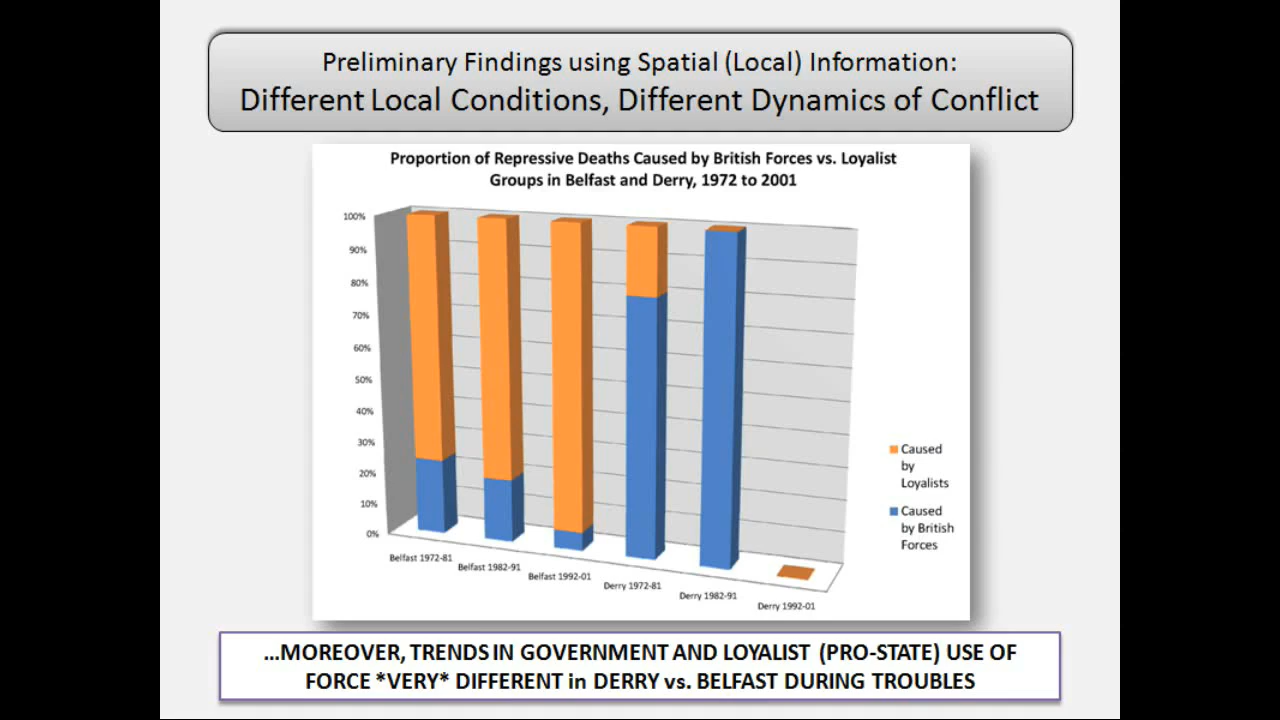 Preliminary Findings using Spatial (Local) Information:
Different Local Conditions, Different Dynamics of Conflict
Proportion of Repressive Deaths Caused by British Forces vs. Loyalist
Groups in Belfast and Derry, 1972 to 2001
100%
90%
80%
70%
60%
50%
40%
30%
20%
10%
0%
Belfast 1972-81
Belfast 1982-91
Belfast 1992-01
Derry 1972-81
Derry 1982-91
Derry 1992-01
Caused
by
Loyalists
Caused
by British
Forces
...MOREOVER, TRENDS IN GOVERNMENT AND LOYALIST (PRO-STATE) USE OF
FORCE *VERY* DIFFERENT in DERRY vs. BELFAST DURING TROUBLES